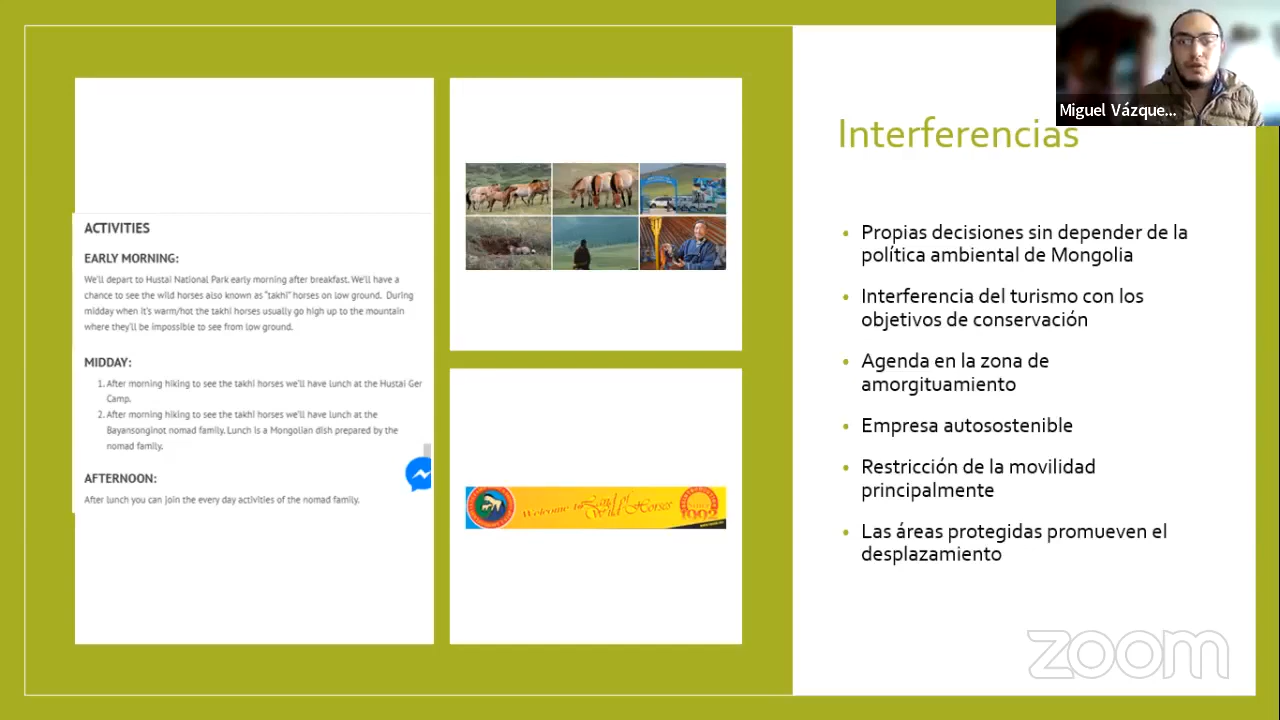 ACTIVITIES
EARLY MORNING:
We'll depart to Hustai National Park early morning after breakfast. We'll have a
chance to see the wild horses also known as "takhi" horses on low ground. During
midday when it's warm/hot the takhi horses usually go high up to the mountain
where they'll be impossible to see from low ground.
MIDDAY:
1. After morning hiking to see the takhi horses we'll have lunch at the Hustai Ger
Camp.
2. After morning hiking to see the takhi horses we'll have lunch at the
Bayansonginot nomad family. Lunch is a Mongolian dish prepared by the
nomad family.
AFTERNOON:
After lunch you can join the every day activities of the nomad family.
Welcome to Land of
Wild Horses
Miguel Vázque...
Interferencias
• Propias decisiones sin depender de la
política ambiental de Mongolia
• Interferencia del turismo con los
objetivos de conservación
• Agenda en la zona de
amorgituamiento
• Empresa autosostenible
• Restricción de la movilidad
principalmente
• Las áreas protegidas promueven el
desplazamiento
zoom